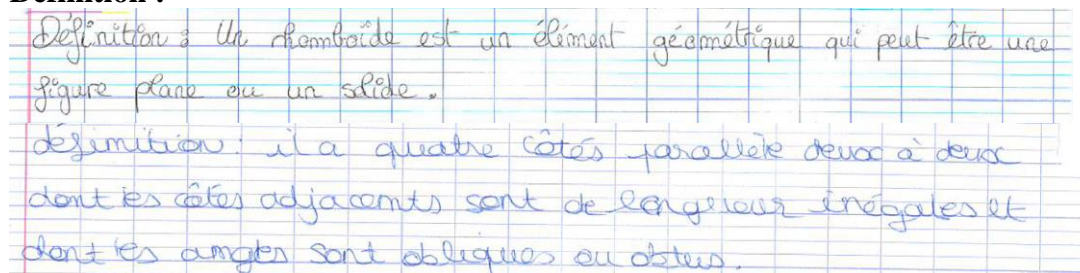 Définition :
Définition : Un rhomboïde est un élément géométrique qui peut être une
figure plane ou un solide.
définition : il a quatre côtés parallèle deux à deux
dont les côtés adjacents sont de longueur inégales et
dont les angles sont obliques ou obtus.